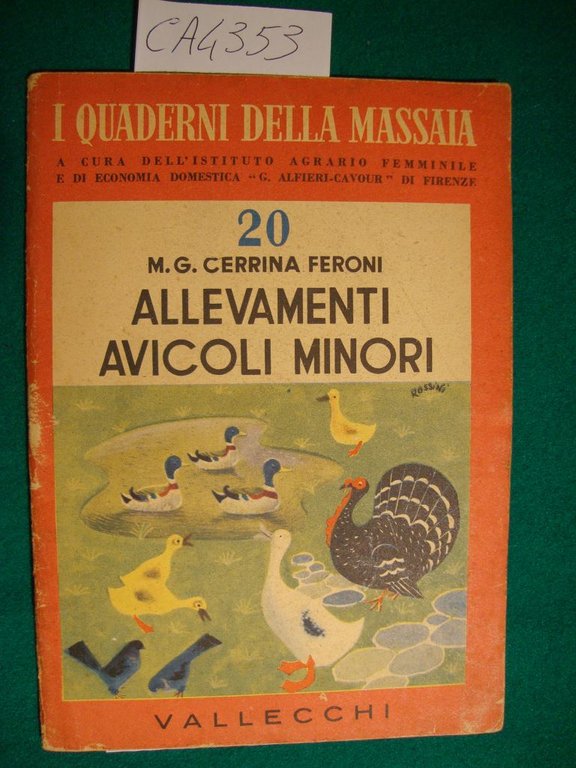 CA4353
I QUADERNI DELLA MASSAIA
A CURA DELL'ISTITUTO AGRARIO FEMMINILE
E DI ECONOMIA DOMESTICA "G. ALFIERI-CAVOUR" DI FIRENZE
20
M. G. CERRINA FERONI
ALLEVAMENTI
AVICOLI MINORI
ROSSINI
VALLECCHI